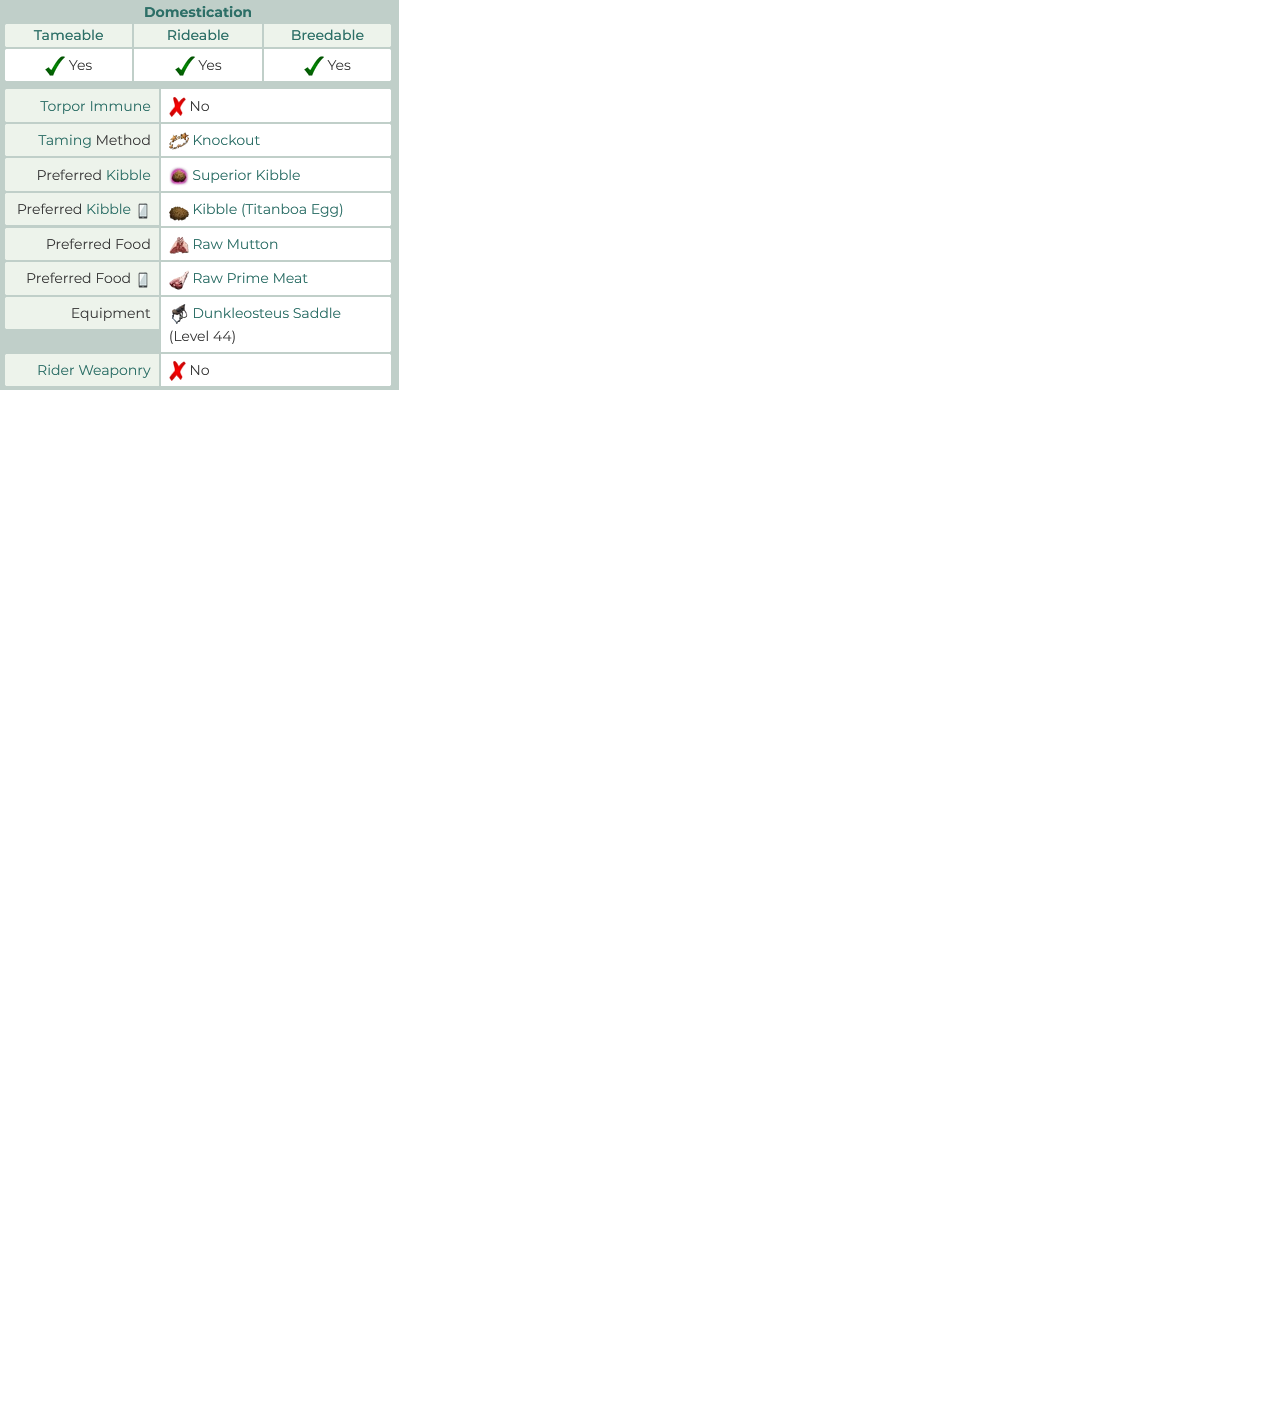 Domestication
Tameable Rideable Breedable
Yes Yes Yes
Torpor Immune No
Taming Method Knockout
Preferred Kibble Superior Kibble
Preferred Kibble Kibble (Titanboa Egg)
Preferred Food Raw Mutton
Preferred Food Raw Prime Meat
Equipment Dunkleosteus Saddle
(Level 44)
Rider Weaponry No